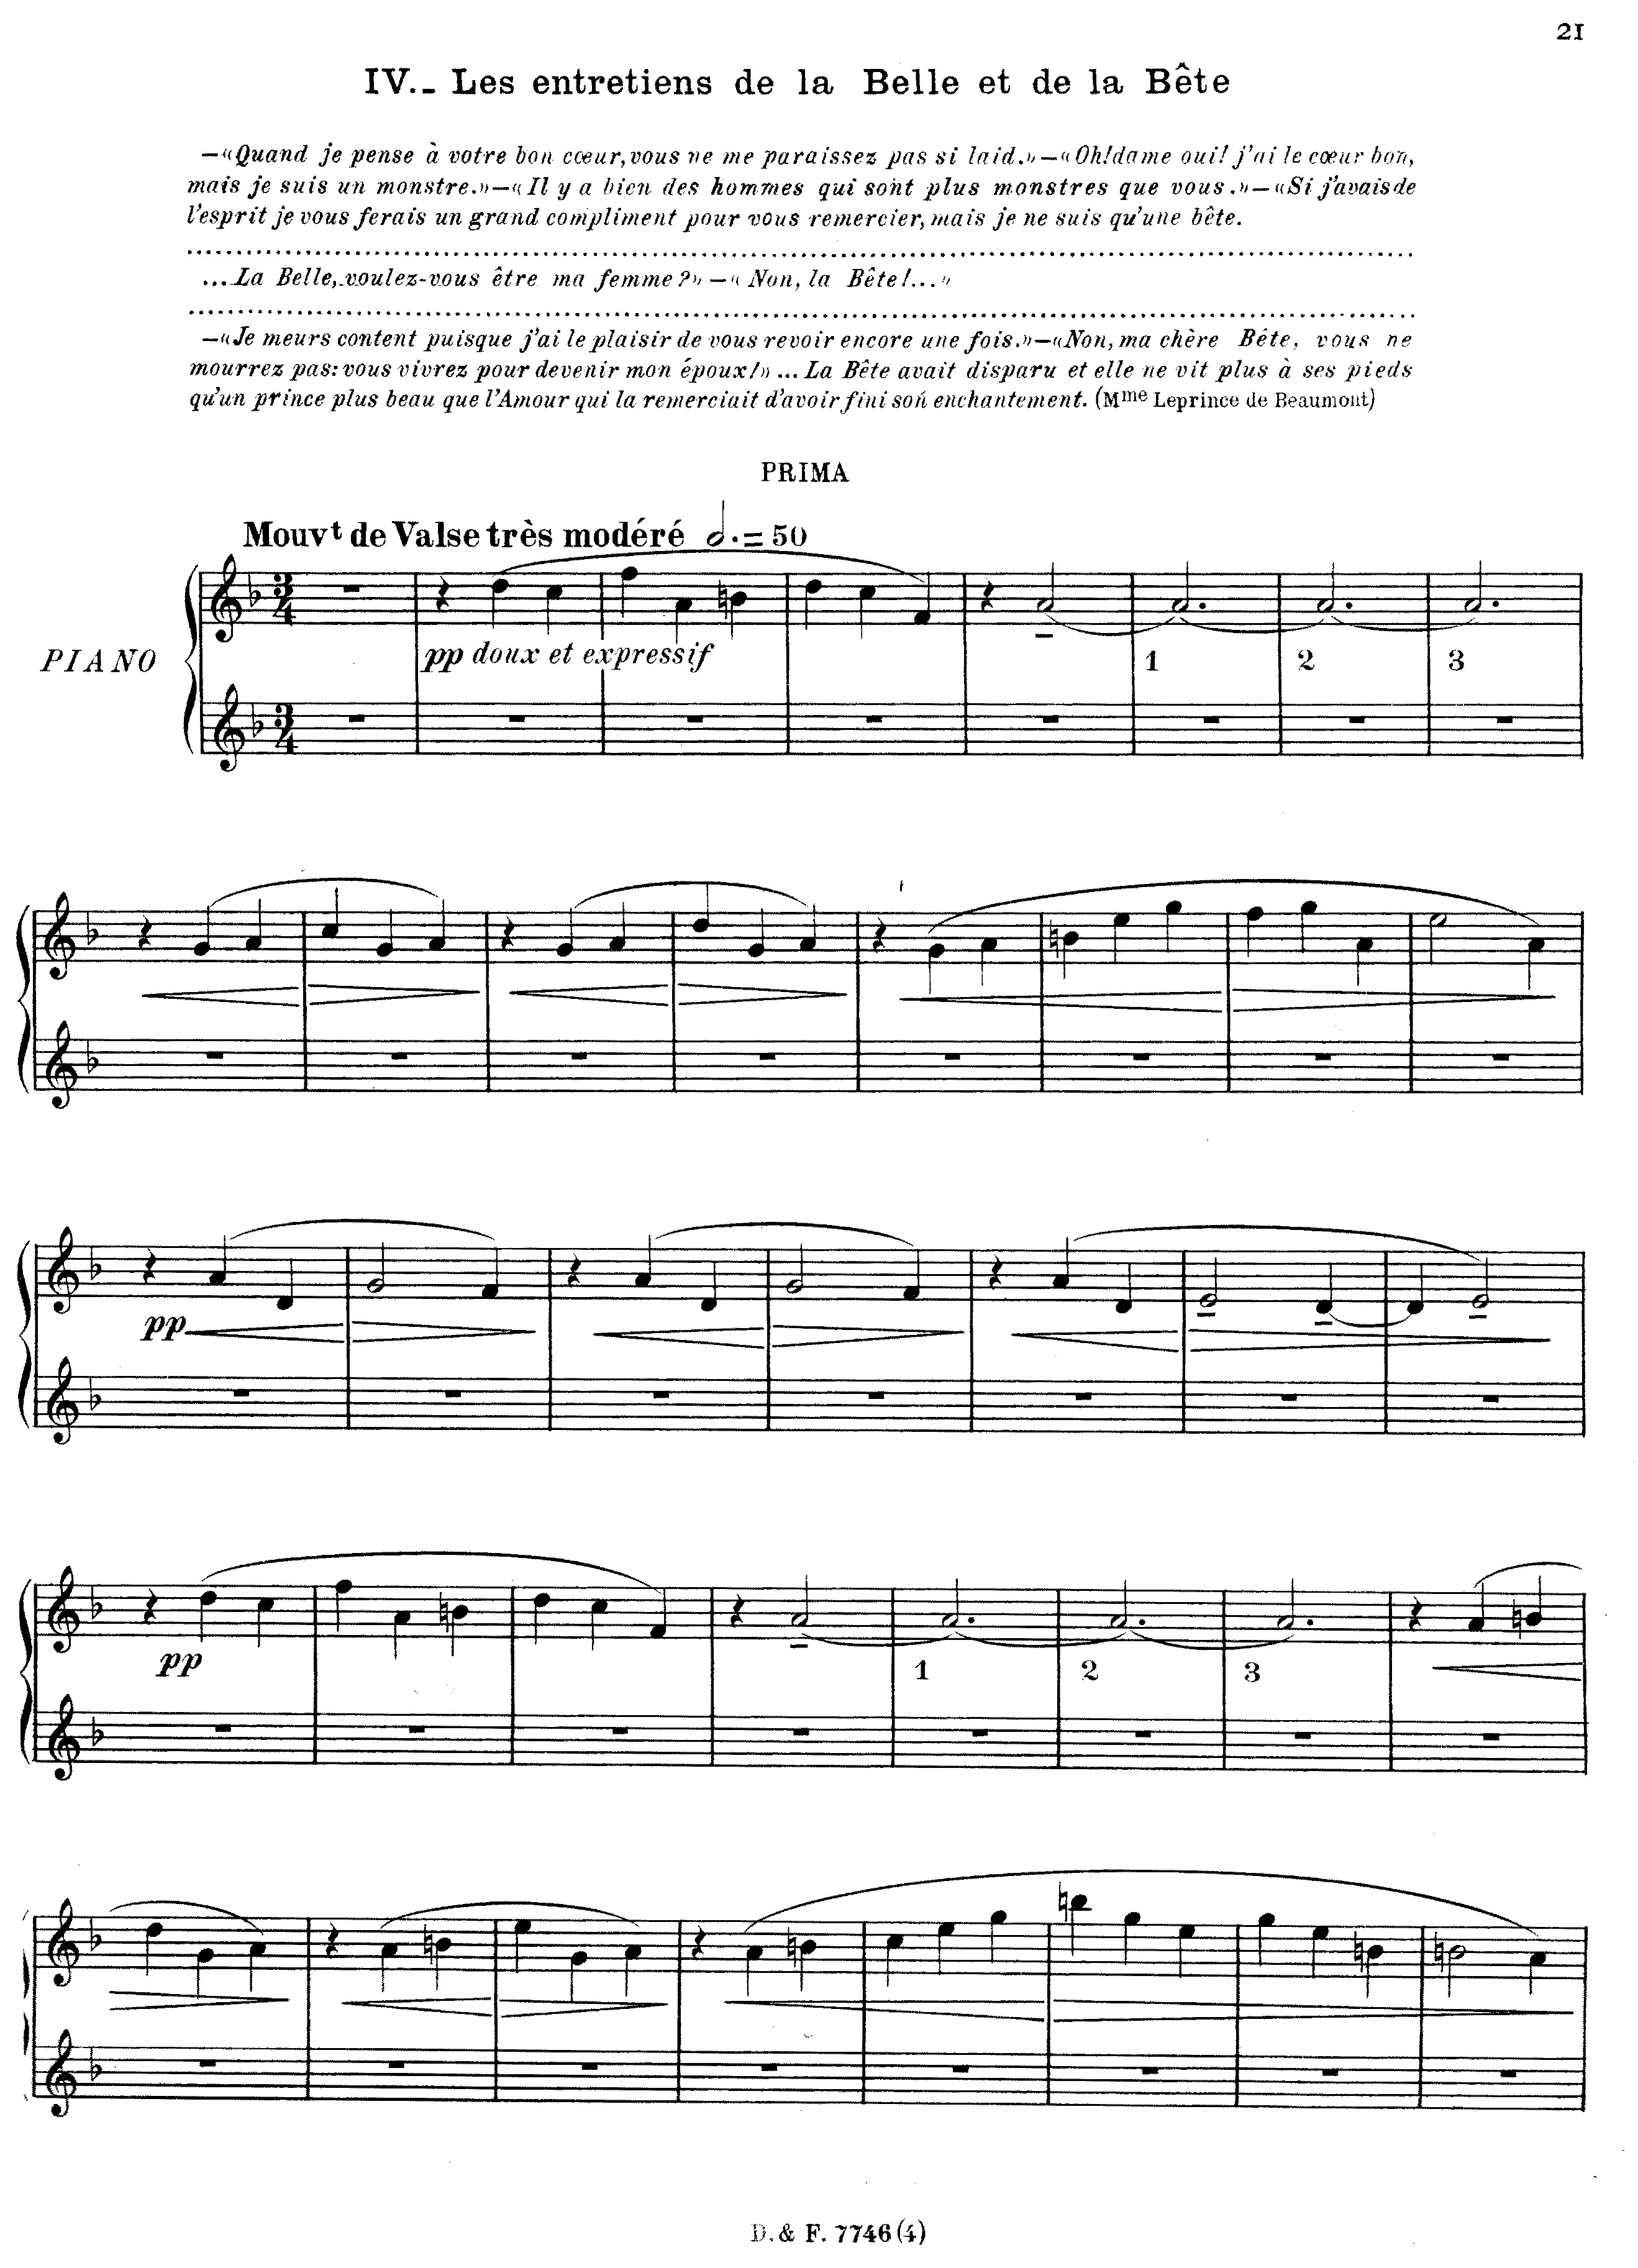 21
IV._ Les entretiens de la Belle et de la Bête
—«Quand je pense à votre bon cœur, vous ne me paraissez pas si laid.»—«Oh! dame oui! j'ai le cœur bon,
mais je suis un monstre.»—«Il y a bien des hommes qui sont plus monstres que vous.»—«Si j'avais de
l'esprit je vous ferais un grand compliment pour vous remercier, mais je ne suis qu'une bête.
...La Belle, voulez-vous être ma femme?»—«Non, la Bête!...»
—«Je meurs content puisque j'ai le plaisir de vous revoir encore une fois.»—«Non, ma chère Bête, vous ne
mourrez pas: vous vivrez pour devenir mon époux!»... La Bête avait disparu et elle ne vit plus à ses pieds
qu'un prince plus beau que l'Amour qui la remerciait d'avoir fini son enchantement. (Mme Leprince de Beaumont)
PRIMA
Mouvt de Valse très modéré 𝅗𝅥. = 50
PIANO
3 4
pp doux et expressif
1 2 3
3 4
pp
pp
1 2 3
D. & F. 7746 (4)